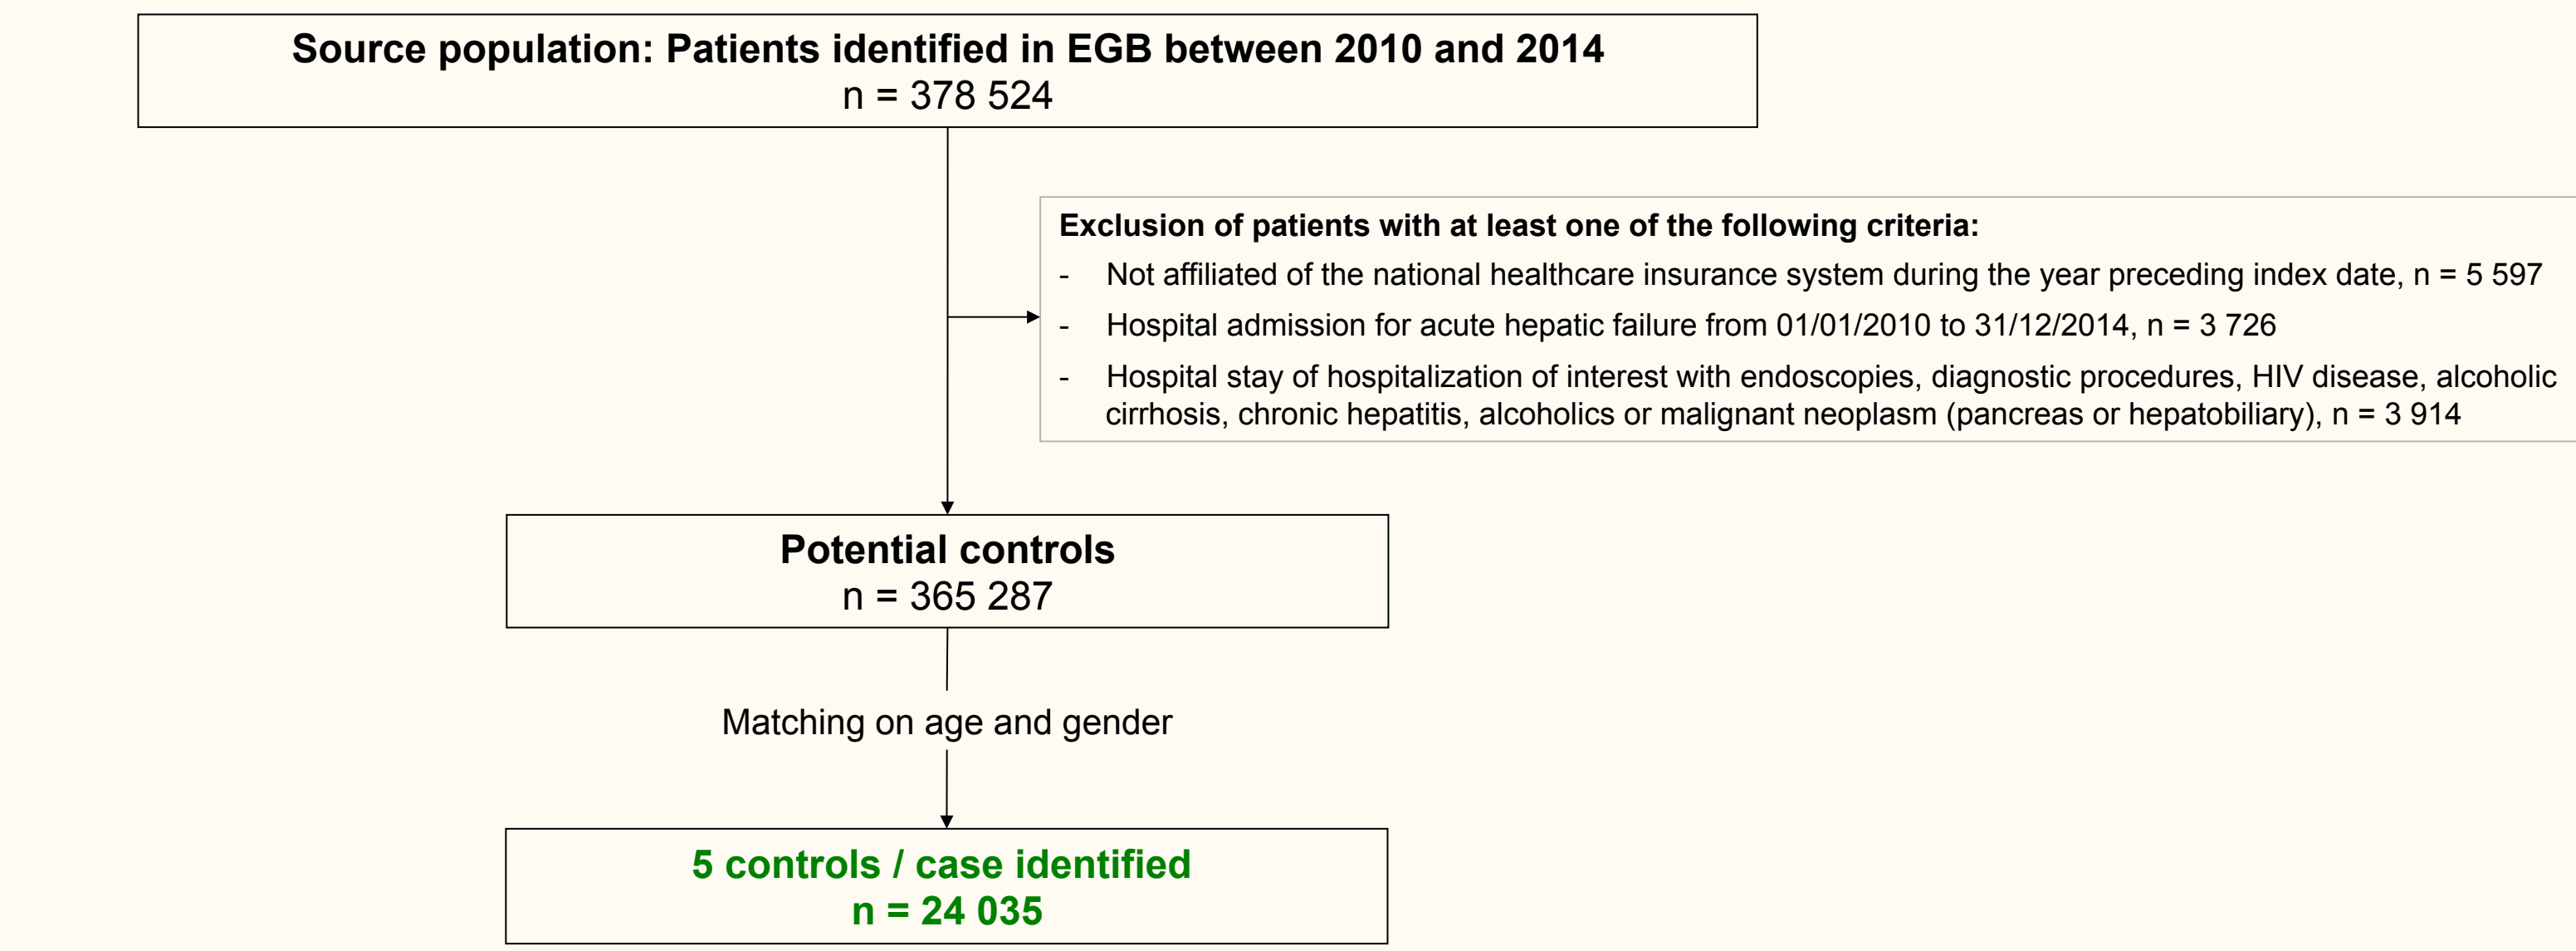 Source population: Patients identified in EGB between 2010 and 2014
n = 378 524
Exclusion of patients with at least one of the following criteria:
- Not affiliated of the national healthcare insurance system during the year preceding index date, n = 5 597
- Hospital admission for acute hepatic failure from 01/01/2010 to 31/12/2014, n = 3 726
- Hospital stay of hospitalization of interest with endoscopies, diagnostic procedures, HIV disease, alcoholic
cirrhosis, chronic hepatitis, alcoholics or malignant neoplasm (pancreas or hepatobiliary), n = 3 914
Potential controls
n = 365 287
Matching on age and gender
5 controls / case identified
n = 24 035